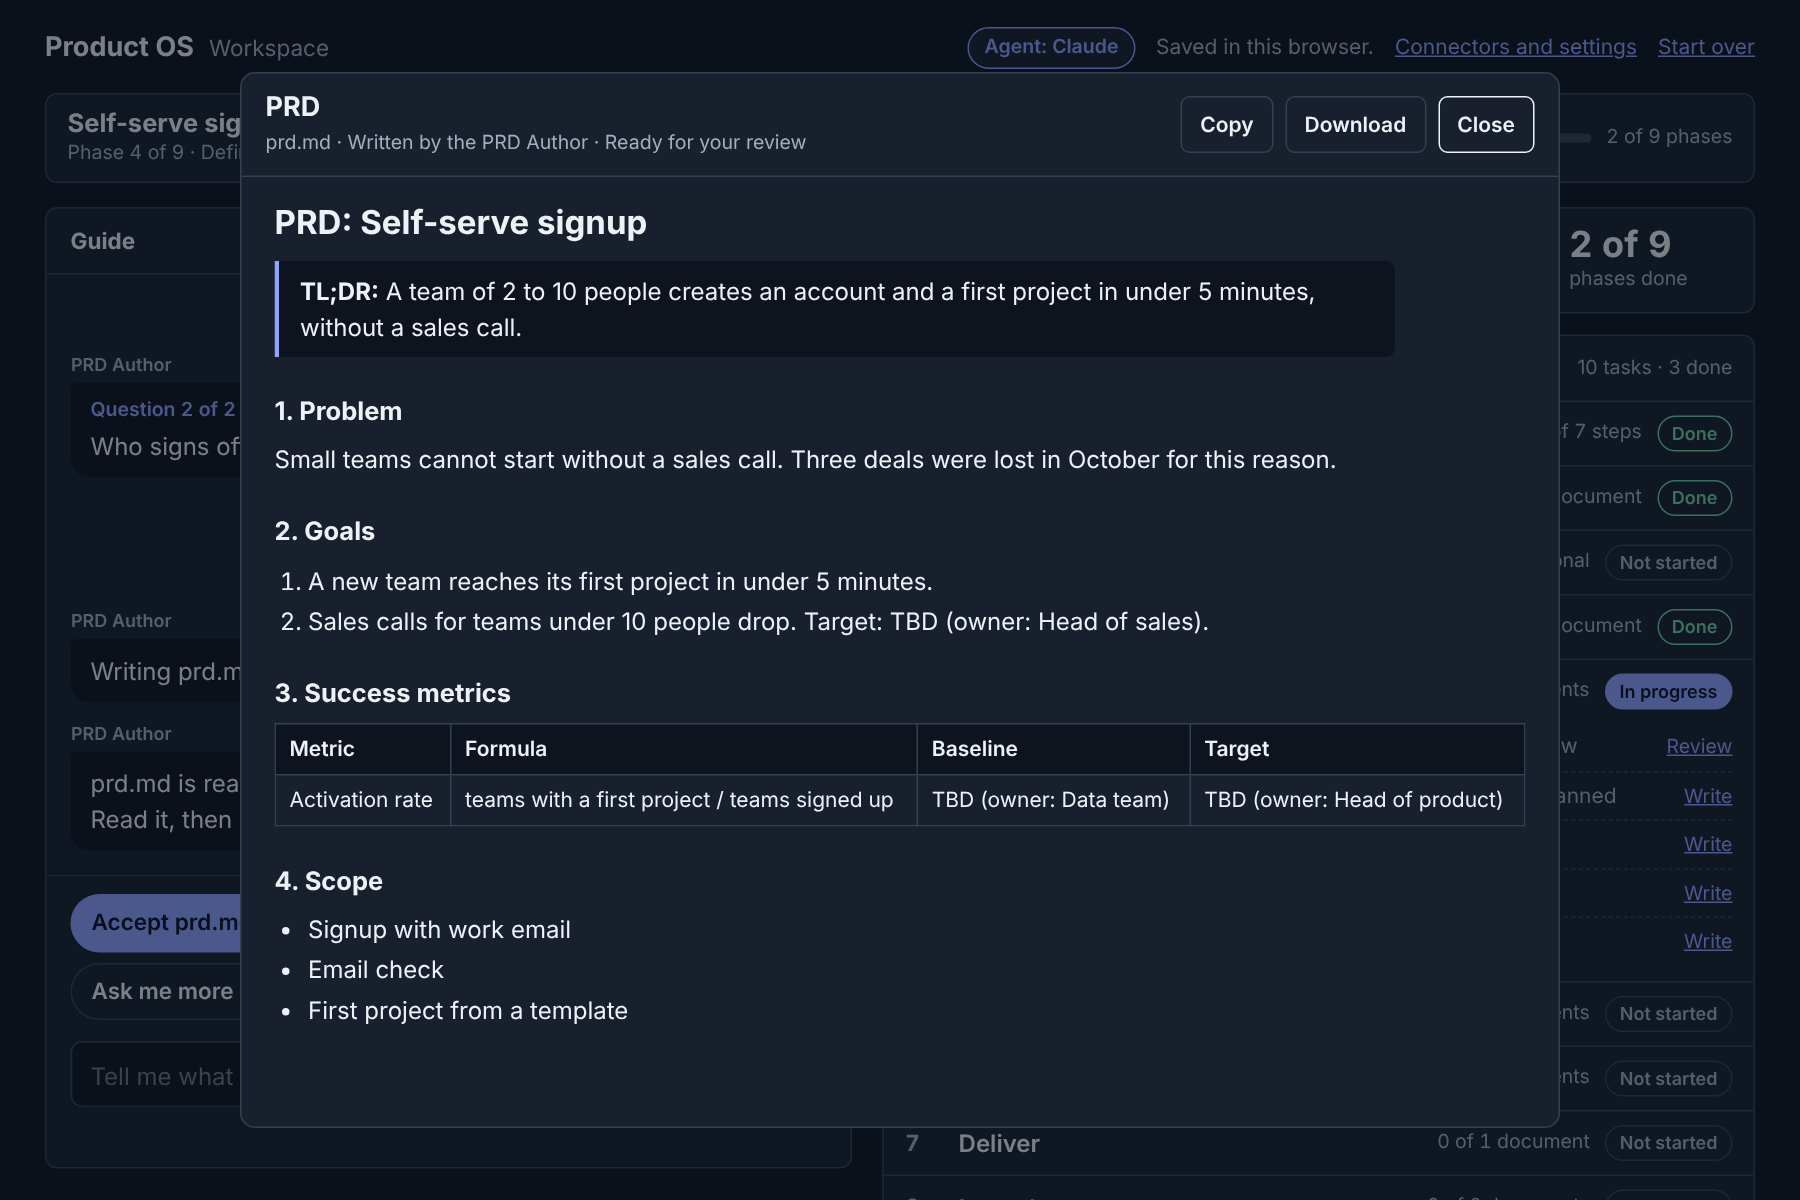 Product OS Workspace
Agent: Claude Saved in this browser. Connectors and settings Start over
Self-serve sig
Phase 4 of 9 · Defi
2 of 9 phases
PRD
prd.md · Written by the PRD Author · Ready for your review
Copy Download Close
PRD: Self-serve signup
TL;DR: A team of 2 to 10 people creates an account and a first project in under 5 minutes,
without a sales call.
1. Problem
Small teams cannot start without a sales call. Three deals were lost in October for this reason.
2. Goals
1. A new team reaches its first project in under 5 minutes.
2. Sales calls for teams under 10 people drop. Target: TBD (owner: Head of sales).
3. Success metrics
Metric Formula Baseline Target
Activation rate teams with a first project / teams signed up TBD (owner: Data team) TBD (owner: Head of product)
4. Scope
• Signup with work email
• Email check
• First project from a template
Guide
PRD Author
Question 2 of 2
Who signs of
PRD Author
Writing prd.m
PRD Author
prd.md is rea
Read it, then
Accept prd.m
Ask me more
Tell me what
2 of 9
phases done
10 tasks · 3 done
f 7 steps Done
ocument Done
onal Not started
ocument Done
nts In progress
w Review
anned Write
Write
Write
Write
nts Not started
nts Not started
7 Deliver 0 of 1 document Not started